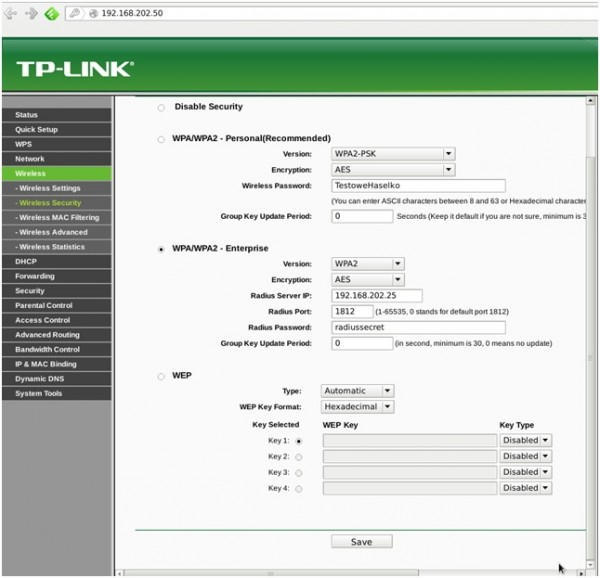 192.168.202.50
TP-LINK®
Status
Quick Setup
WPS
Network
Wireless
- Wireless Settings
- Wireless Security
- Wireless MAC Filtering
- Wireless Advanced
- Wireless Statistics
DHCP
Forwarding
Security
Parental Control
Access Control
Advanced Routing
Bandwidth Control
IP & MAC Binding
Dynamic DNS
System Tools
Disable Security
WPA/WPA2 - Personal(Recommended)
Version: WPA2-PSK
Encryption: AES
Wireless Password: TestoweHaselko
(You can enter ASCII characters between 8 and 63 or Hexadecimal character
Group Key Update Period: 0 Seconds (Keep it default if you are not sure, minimum is 3
WPA/WPA2 - Enterprise
Version: WPA2
Encryption: AES
Radius Server IP: 192.168.202.25
Radius Port: 1812 (1-65535, 0 stands for default port 1812)
Radius Password: radiussecret
Group Key Update Period: 0 (in second, minimum is 30, 0 means no update)
WEP
Type: Automatic
WEP Key Format: Hexadecimal
Key Selected WEP Key Key Type
Key 1: Disabled
Key 2: Disabled
Key 3: Disabled
Key 4: Disabled
Save